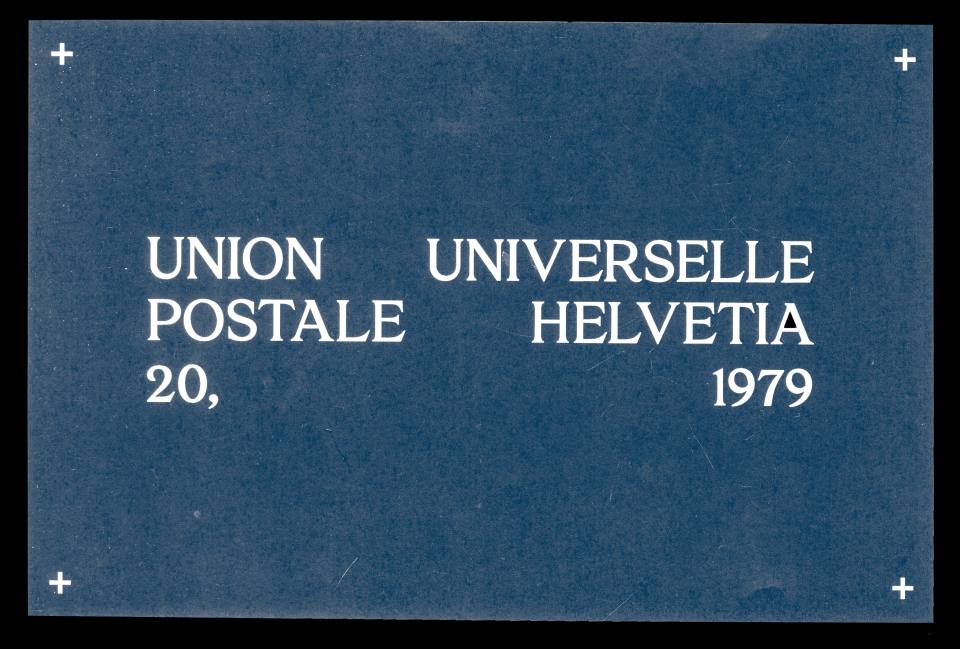 UNION UNIVERSELLE
POSTALE HELVETIA
20, 1979